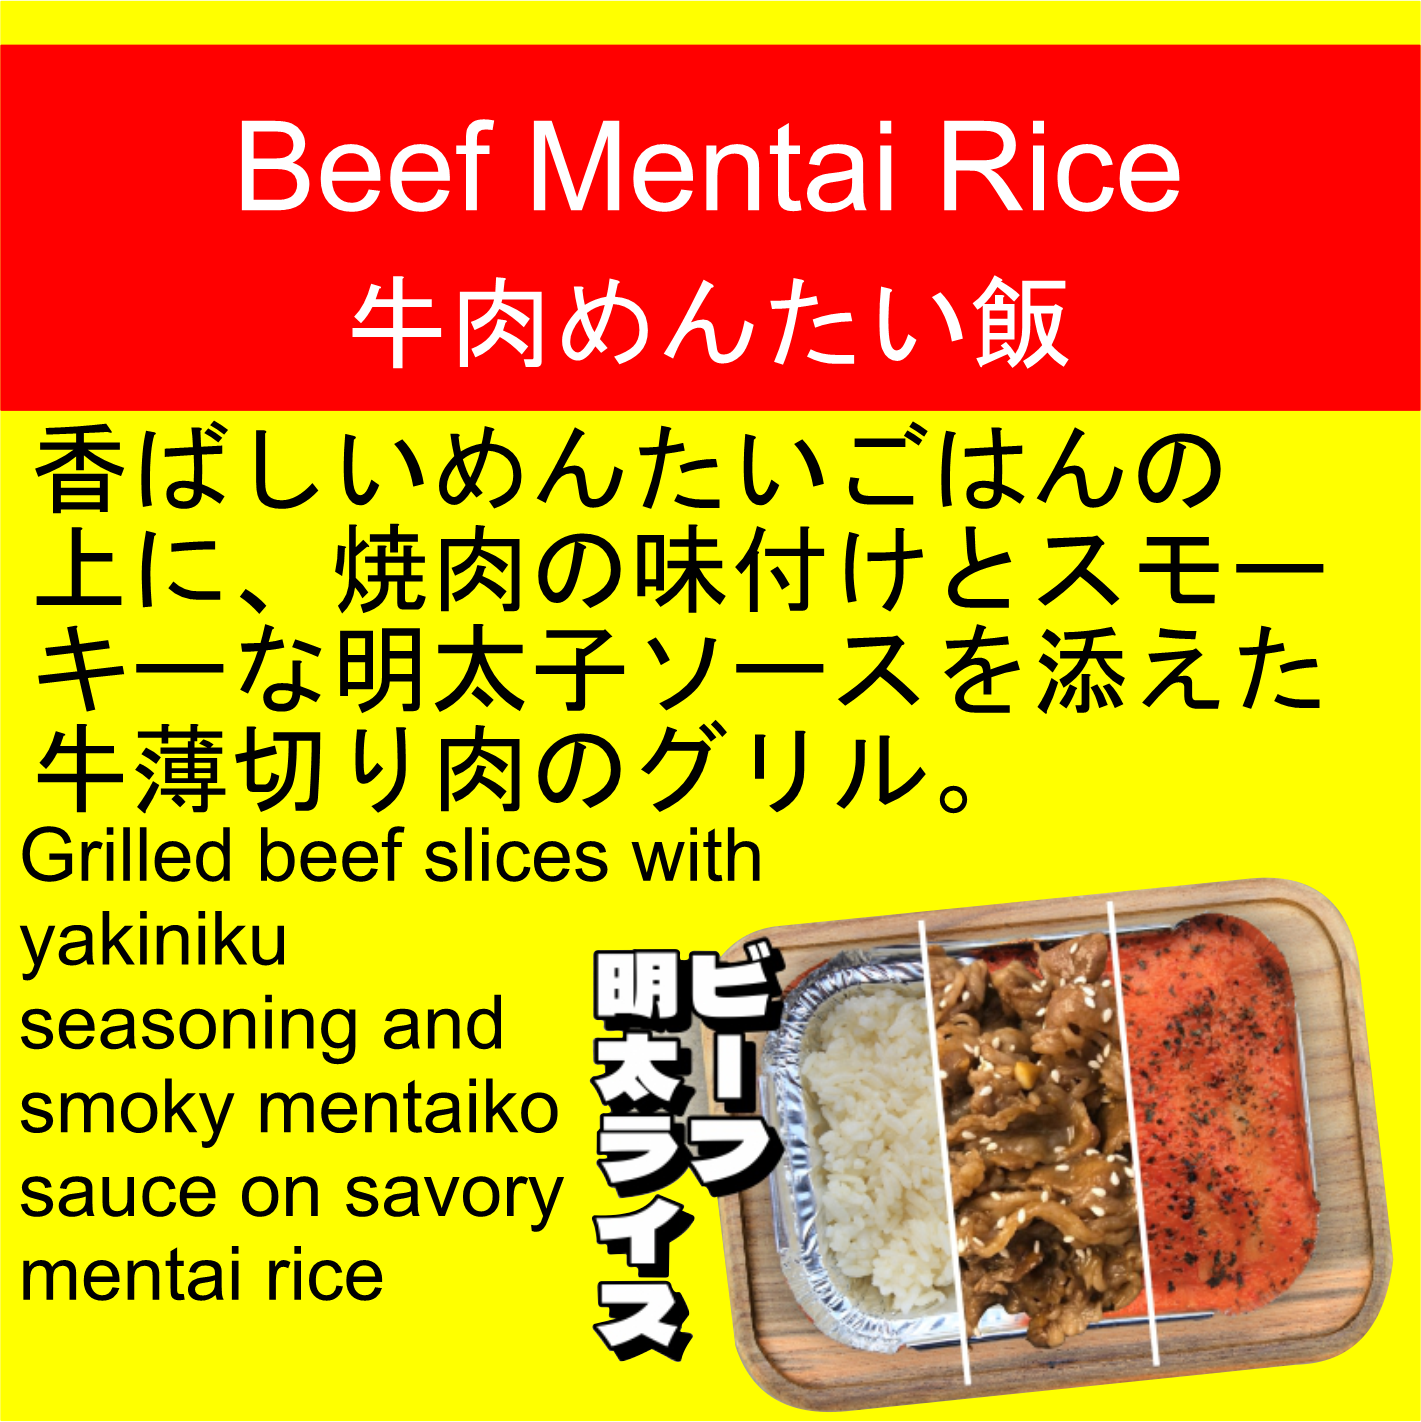 Beef Mentai Rice
牛肉めんたい飯
香ばしいめんたいごはんの
上に、焼肉の味付けとスモー
キーな明太子ソースを添えた
牛薄切り肉のグリル。
Grilled beef slices with
yakiniku
seasoning and
smoky mentaiko
sauce on savory
mentai rice
ビーフ
明太ライス